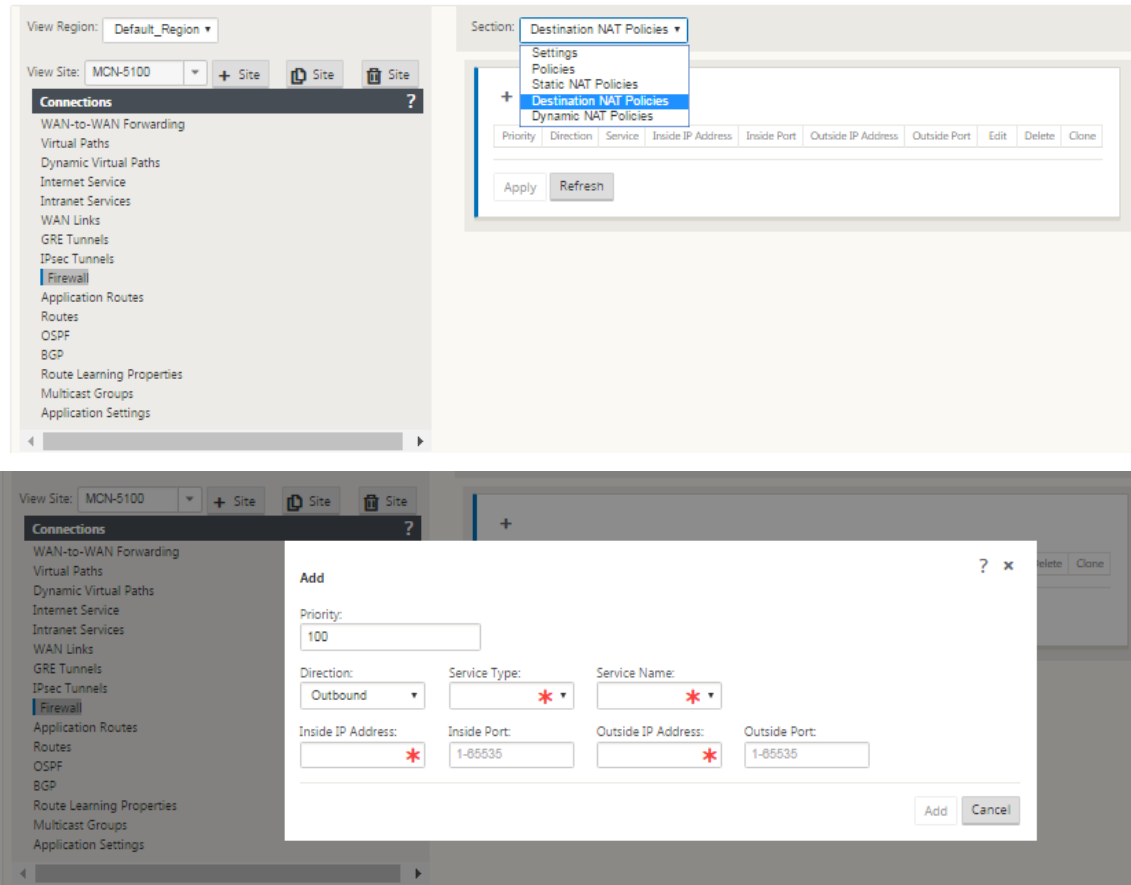 View Region: Default_Region
Section: Destination NAT Policies
Settings
Policies
Static NAT Policies
Destination NAT Policies
Dynamic NAT Policies
View Site: MCN-5100 + Site Site Site
Connections ?
WAN-to-WAN Forwarding
Virtual Paths
Dynamic Virtual Paths
Internet Service
Intranet Services
WAN Links
GRE Tunnels
IPsec Tunnels
Firewall
Application Routes
Routes
OSPF
BGP
Route Learning Properties
Multicast Groups
Application Settings
+
Priority Direction Service Inside IP Address Inside Port Outside IP Address Outside Port Edit Delete Clone
Apply Refresh
View Site: MCN-5100 + Site Site Site
Connections ?
WAN-to-WAN Forwarding
Virtual Paths
Dynamic Virtual Paths
Internet Service
Intranet Services
WAN Links
GRE Tunnels
IPsec Tunnels
Firewall
Application Routes
Routes
OSPF
BGP
Route Learning Properties
Multicast Groups
Application Settings
+
Delete Clone
Add ? ×
Priority:
100
Direction: Service Type: Service Name:
Outbound * *
Inside IP Address: Inside Port: Outside IP Address: Outside Port:
* 1-65535 * 1-65535
Add Cancel